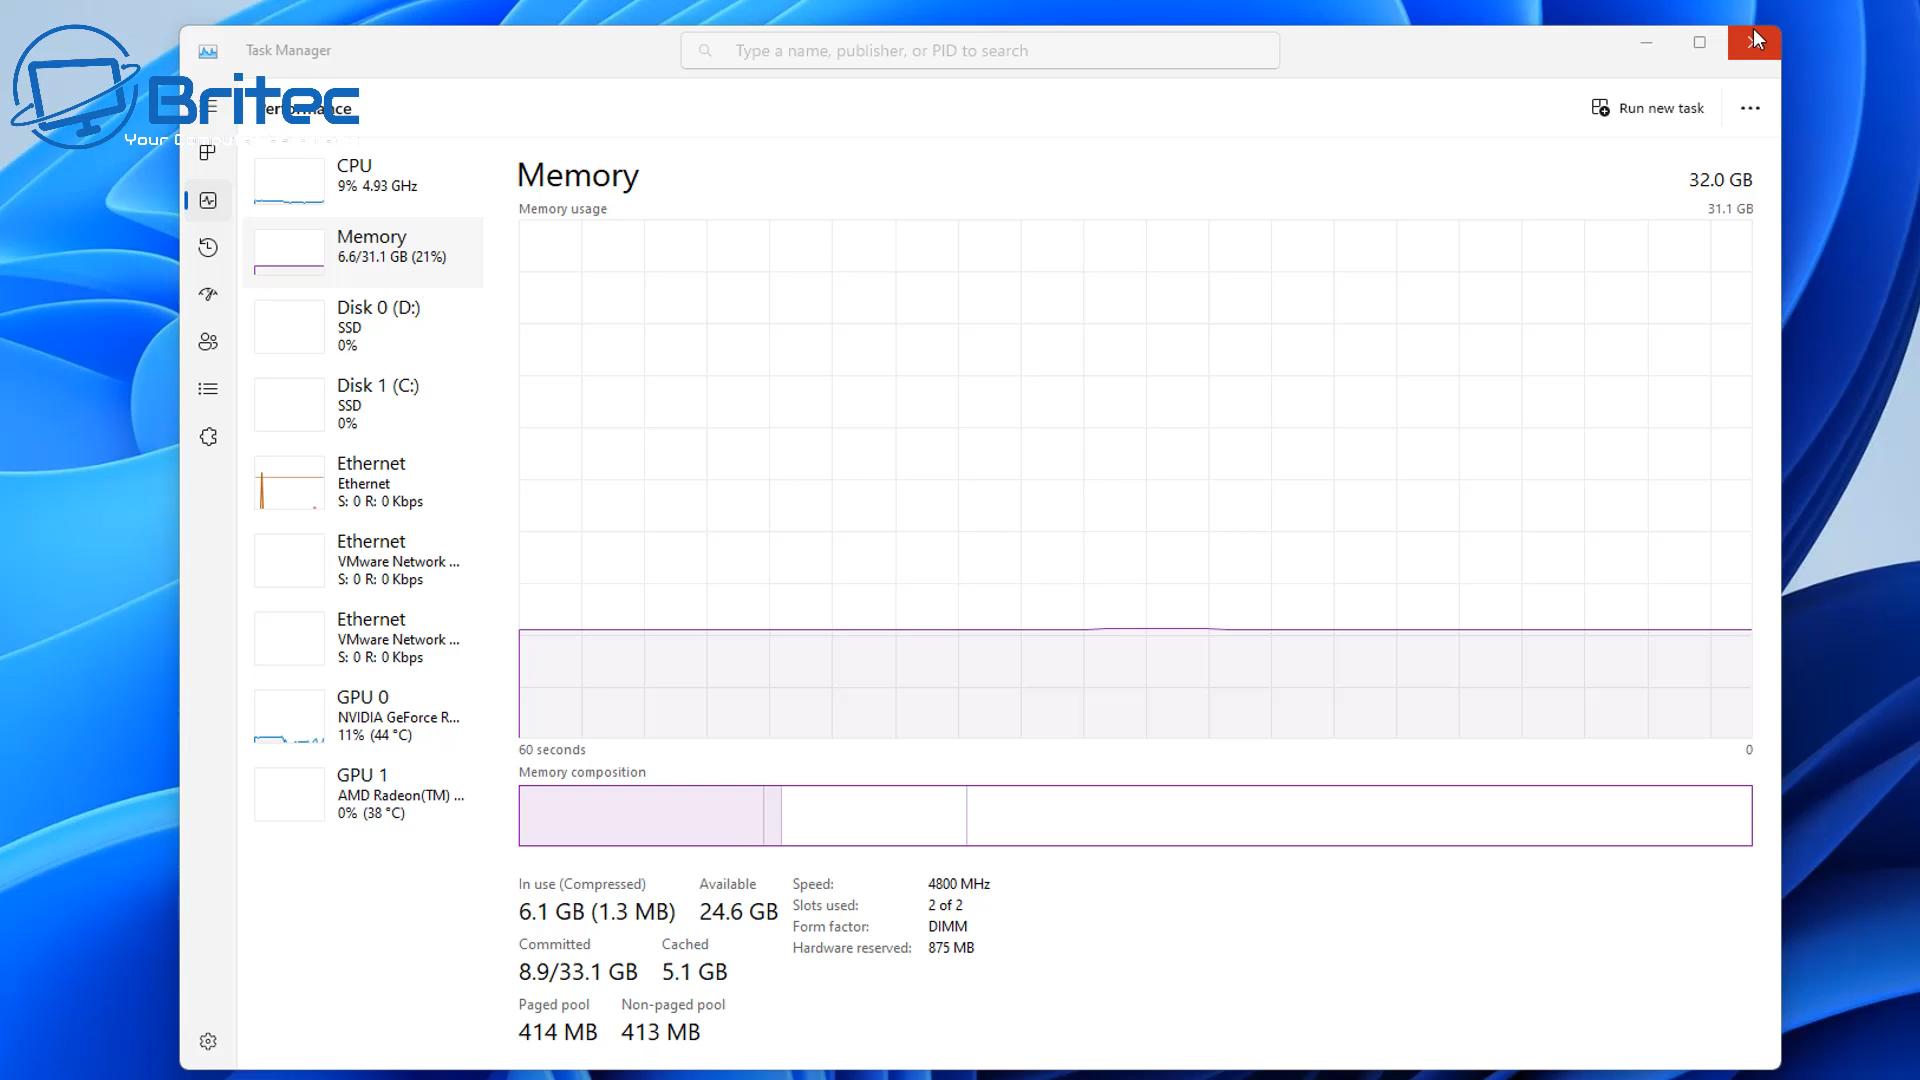 Task Manager
Type a name, publisher, or PID to search
Britec
Your
Performance
Run new task
CPU
9% 4.93 GHz
Memory
6.6/31.1 GB (21%)
Disk 0 (D:)
SSD
0%
Disk 1 (C:)
SSD
0%
Ethernet
Ethernet
S: 0 R: 0 Kbps
Ethernet
VMware Network ...
S: 0 R: 0 Kbps
Ethernet
VMware Network ...
S: 0 R: 0 Kbps
GPU 0
NVIDIA GeForce R...
11% (44 °C)
GPU 1
AMD Radeon(TM) ...
0% (38 °C)
Memory
32.0 GB
Memory usage
31.1 GB
60 seconds
0
Memory composition
In use (Compressed)
6.1 GB (1.3 MB)
Available
24.6 GB
Committed
8.9/33.1 GB
Cached
5.1 GB
Paged pool
414 MB
Non-paged pool
413 MB
Speed: 4800 MHz
Slots used: 2 of 2
Form factor: DIMM
Hardware reserved: 875 MB